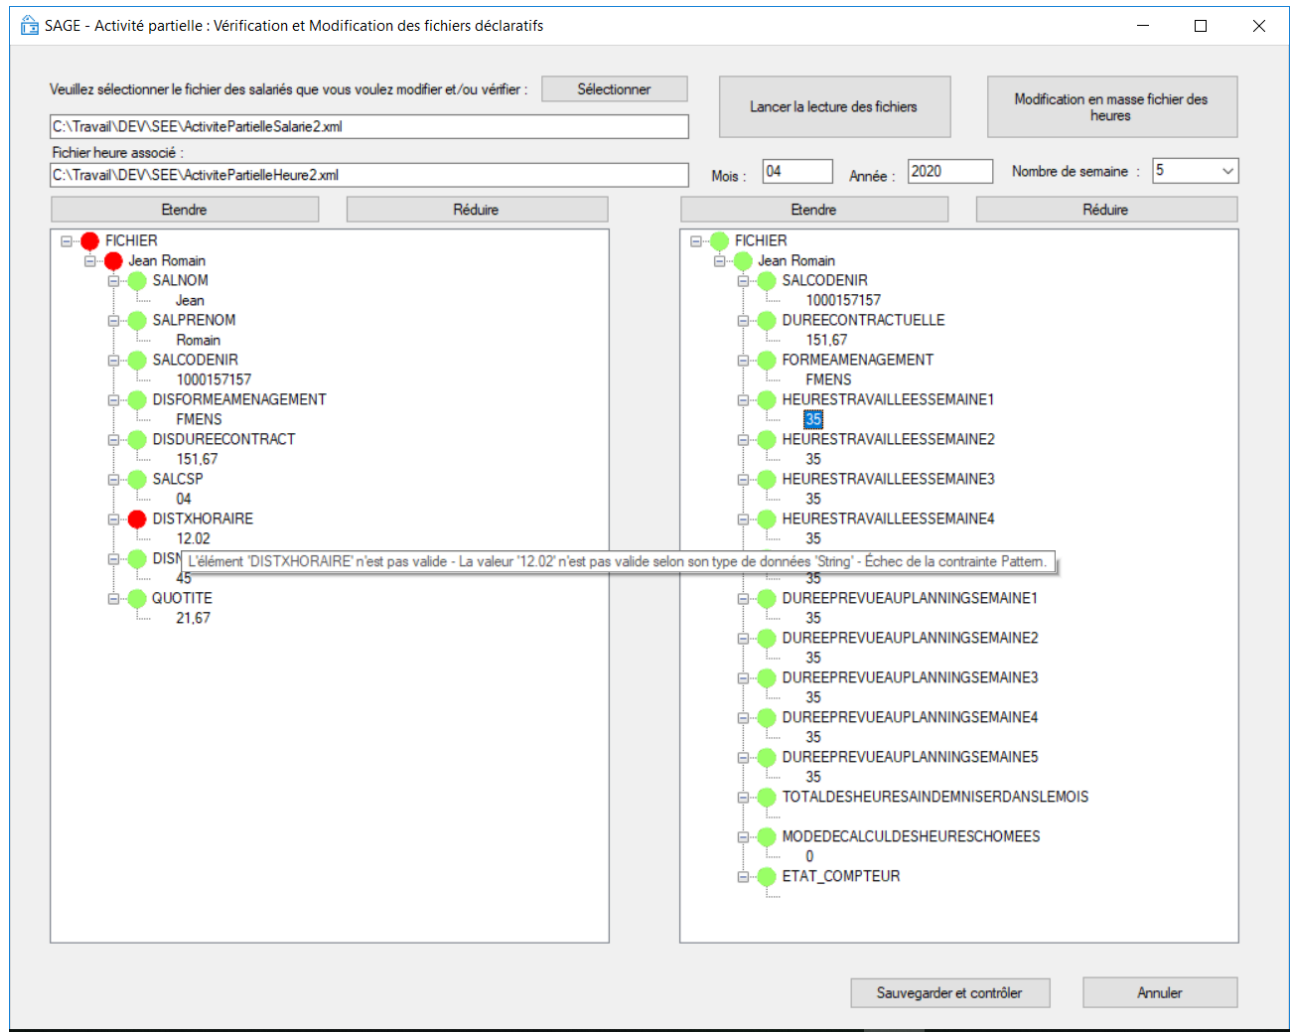 SAGE - Activité partielle : Vérification et Modification des fichiers déclaratifs
Veuillez sélectionner le fichier des salariés que vous voulez modifier et/ou vérifier :
Sélectionner
Lancer la lecture des fichiers
Modification en masse fichier des
heures
C:\Travail\DEV\SEE\ActivitePartielleSalarie2.xml
Fichier heure associé :
C:\Travail\DEV\SEE\ActivitePartielleHeure2.xml
Mois : 04 Année : 2020 Nombre de semaine : 5
Etendre Réduire
FICHIER
Jean Romain
SALNOM
Jean
SALPRENOM
Romain
SALCODENIR
1000157157
DISFORMEAMENAGEMENT
FMENS
DISDUREECONTRACT
151,67
SALCSP
04
DISTXHORAIRE
12.02
L'élément 'DISTXHORAIRE' n'est pas valide - La valeur '12.02' n'est pas valide selon son type de données 'String' - Échec de la contrainte Pattern.
45
QUOTITE
21,67
Etendre Réduire
FICHIER
Jean Romain
SALCODENIR
1000157157
DUREECONTRACTUELLE
151,67
FORMEAMENAGEMENT
FMENS
HEURESTRAVAILLEESSEMAINE1
35
HEURESTRAVAILLEESSEMAINE2
35
HEURESTRAVAILLEESSEMAINE3
35
HEURESTRAVAILLEESSEMAINE4
35
35
DUREEPREVUEAUPLANNINGSEMAINE1
35
DUREEPREVUEAUPLANNINGSEMAINE2
35
DUREEPREVUEAUPLANNINGSEMAINE3
35
DUREEPREVUEAUPLANNINGSEMAINE4
35
DUREEPREVUEAUPLANNINGSEMAINE5
35
TOTALDESHEURESAINDEMNISERDANSLEMOIS
MODEDECALCULDESHEURESCHOMEES
0
ETAT_COMPTEUR
Sauvegarder et contrôler
Annuler